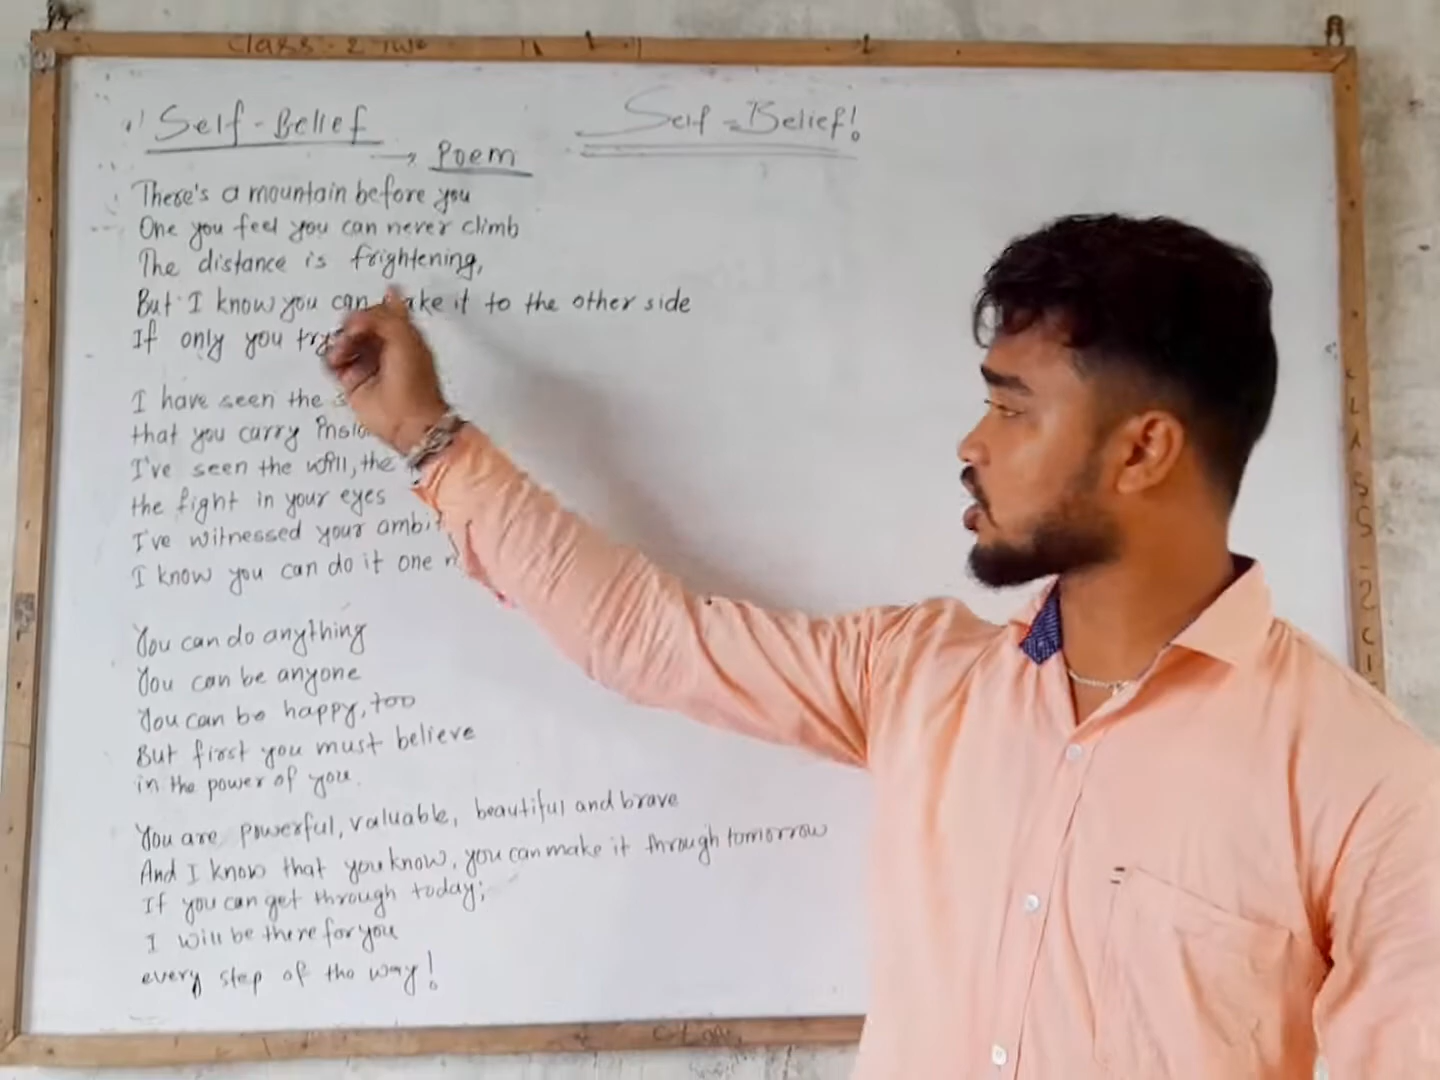 Class - 2 Two
Self-Belief
→ Poem
Self - Belief!
There's a mountain before you
One you feel you can never climb
The distance is frightening,
But I know you can make it to the other side
If only you try
I have seen the
that you carry
I've seen the will, the
the fight in your eyes
I've witnessed your
I know you can do it one
You can do anything
You can be anyone
You can be happy, too
But first you must believe
in the power of you.
You are powerful, valuable, beautiful and brave
And I know that you know, you can make it through tomorrow
If you can get through today;
I will be there for you
every step of the way!
CLASS - 2